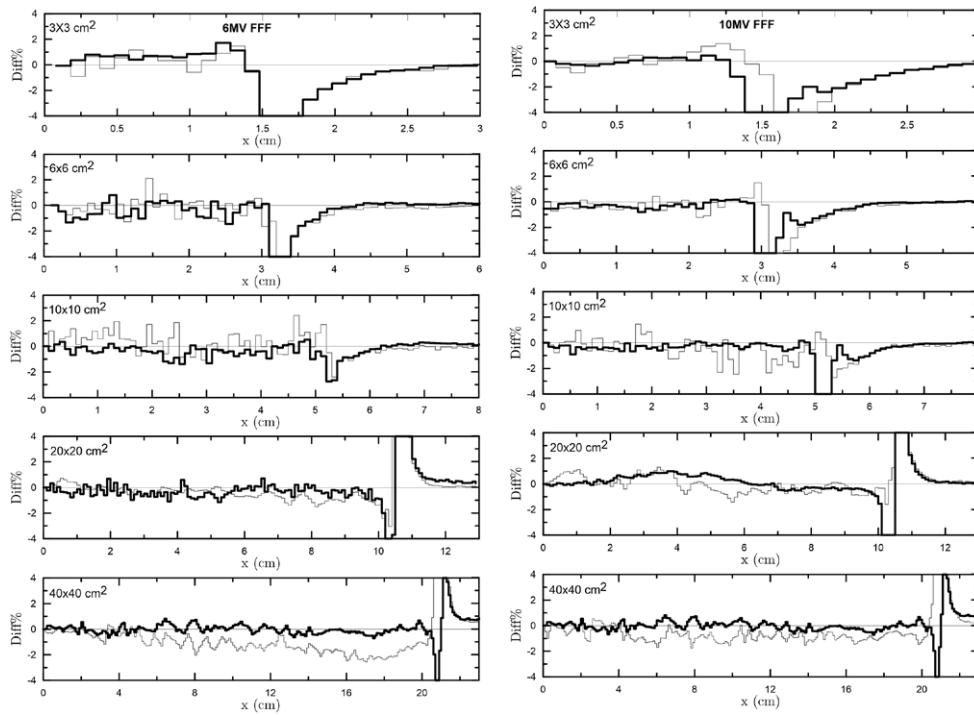 3X3 cm² 6MV FFF
Diff%
4
2
0
-2
-4
0 0.5 1 1.5 2 2.5 3
x (cm)
3X3 cm² 10MV FFF
Diff%
4
2
0
-2
-4
0 0.5 1 1.5 2 2.5
x (cm)
6x6 cm²
Diff%
4
2
0
-2
-4
0 1 2 3 4 5 6
x (cm)
6x6 cm²
Diff%
4
2
0
-2
-4
0 1 2 3 4 5
x (cm)
10x10 cm²
Diff%
4
2
0
-2
-4
0 1 2 3 4 5 6 7 8
x (cm)
10x10 cm²
Diff%
4
2
0
-2
-4
0 1 2 3 4 5 6 7
x (cm)
20x20 cm²
Diff%
4
2
0
-2
-4
0 2 4 6 8 10 12
x (cm)
20x20 cm²
Diff%
4
2
0
-2
-4
0 2 4 6 8 10 12
x (cm)
40x40 cm²
Diff%
4
2
0
-2
-4
0 4 8 12 16 20
x (cm)
40x40 cm²
Diff%
4
2
0
-2
-4
0 2 4 6 8 10 12 14 16 18 20 22
x (cm)